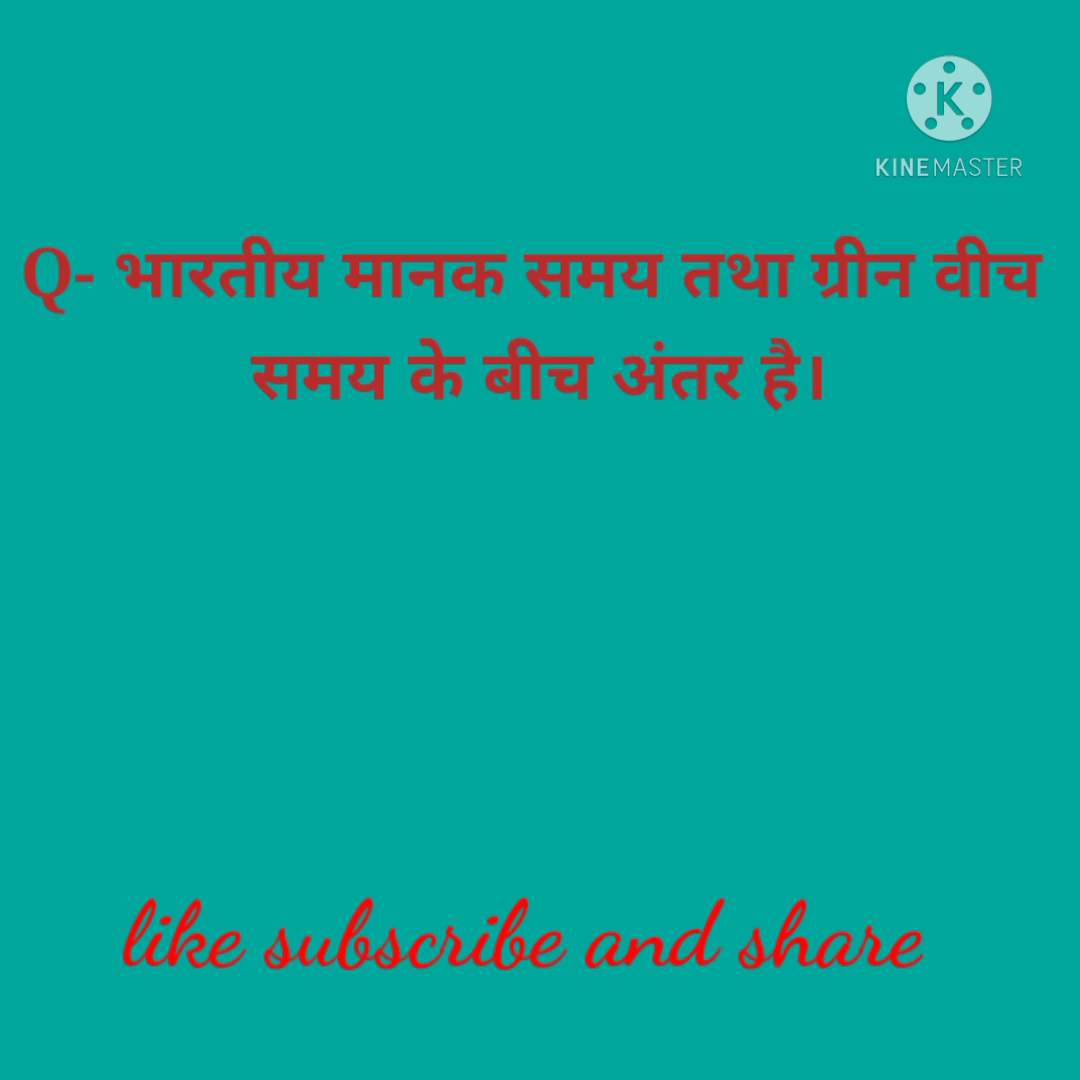 K
KINEMASTER
Q- भारतीय मानक समय तथा ग्रीन वीच
समय के बीच अंतर है।
like subscribe and share